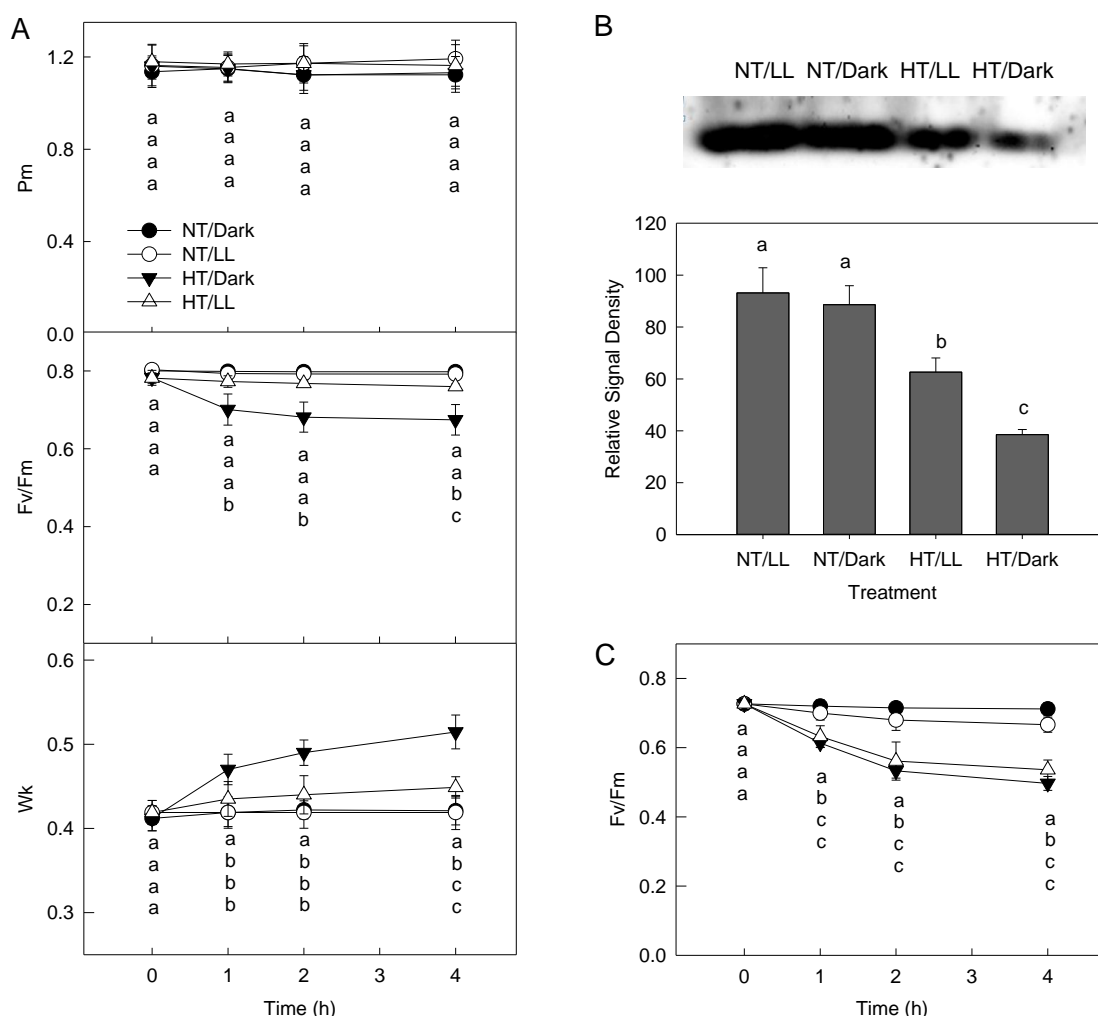 A
1.2
0.8
0.4
0.0
Pm
a a a a
a a a a
a a a a
a a a a
NT/Dark
NT/LL
HT/Dark
HT/LL
0.8
0.6
0.4
0.2
Fv/Fm
a a a a
a a a a
a a a b
a b b c
0.6
0.5
0.4
0.3
Wk
a a a a
a b b b
a b b c
a b b c
0 1 2 3 4
Time (h)
B
NT/LL NT/Dark HT/LL HT/Dark
120
100
80
60
40
20
0
Relative Signal Density
a a b c
NT/LL NT/Dark HT/LL HT/Dark
Treatment
C
0.8
0.6
0.4
0.2
0.0
Fv/Fm
a a a a
a b b b
a c c c
a c c c
0 1 2 3 4
Time (h)